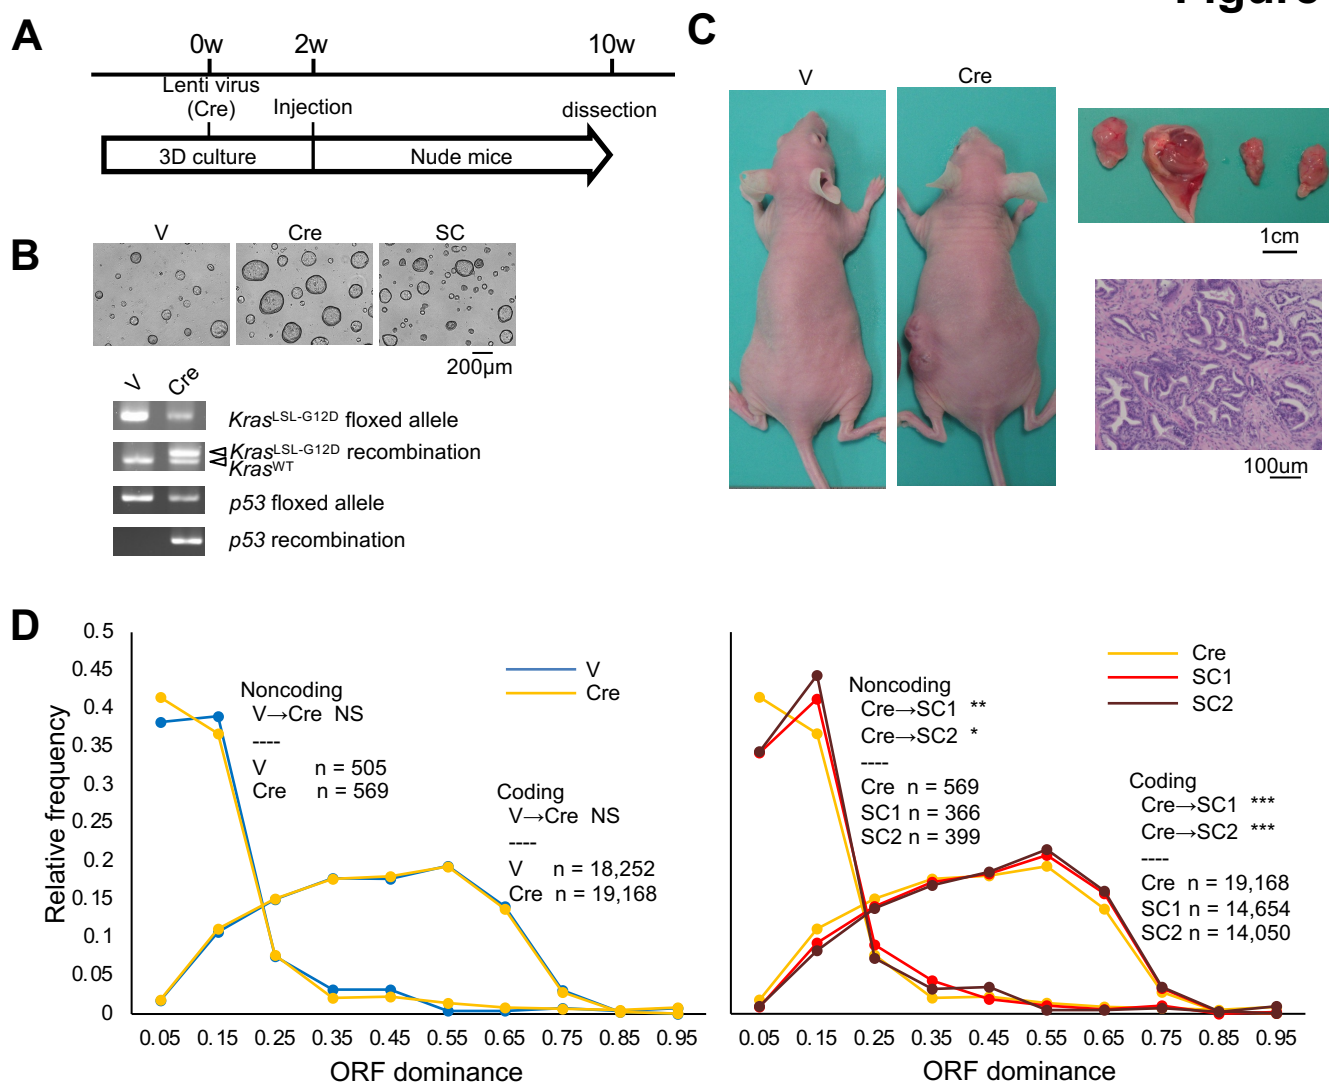 Figure
A
0w 2w 10w
Lenti virus
(Cre)
Injection
dissection
3D culture
Nude mice
B
V Cre SC
200μm
V Cre
KrasLSL-G12D floxed allele
KrasLSL-G12D recombination
KrasWT
p53 floxed allele
p53 recombination
C
V Cre
1cm
100um
D
Relative frequency
0.5
0.45
0.4
0.35
0.3
0.25
0.2
0.15
0.1
0.05
0
V
Cre
Noncoding
V→Cre NS
----
V n = 505
Cre n = 569
Coding
V→Cre NS
----
V n = 18,252
Cre n = 19,168
0.05 0.15 0.25 0.35 0.45 0.55 0.65 0.75 0.85 0.95
ORF dominance
Cre
SC1
SC2
Noncoding
Cre→SC1 **
Cre→SC2 *
----
Cre n = 569
SC1 n = 366
SC2 n = 399
Coding
Cre→SC1 ***
Cre→SC2 ***
----
Cre n = 19,168
SC1 n = 14,654
SC2 n = 14,050
0.05 0.15 0.25 0.35 0.45 0.55 0.65 0.75 0.85 0.95
ORF dominance